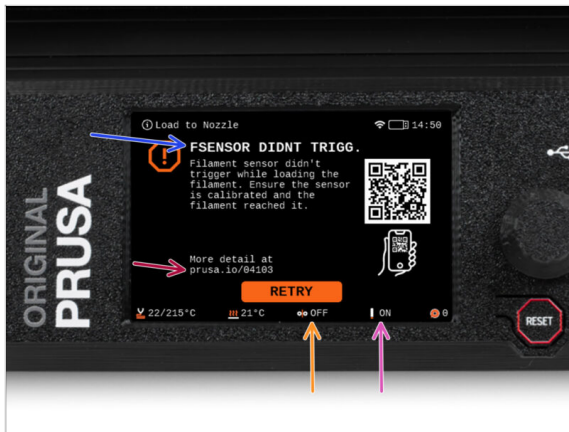 Load to Nozzle
14:50
FSENSOR DIDNT TRIGG.
Filament sensor didn't
trigger while loading the
filament. Ensure the sensor
is calibrated and the
filament reached it.
More detail at
prusa.io/04103
RETRY
22/215°C
21°C
OFF
ON
0
ORIGINAL
PRUSA
RESET